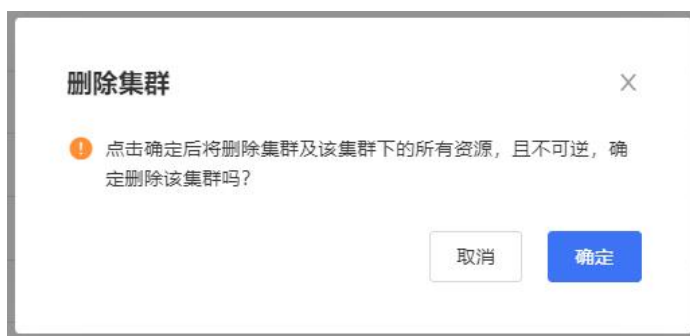 删除集群
点击确定后将删除集群及该集群下的所有资源，且不可逆，确
定删除该集群吗？
取消
确定